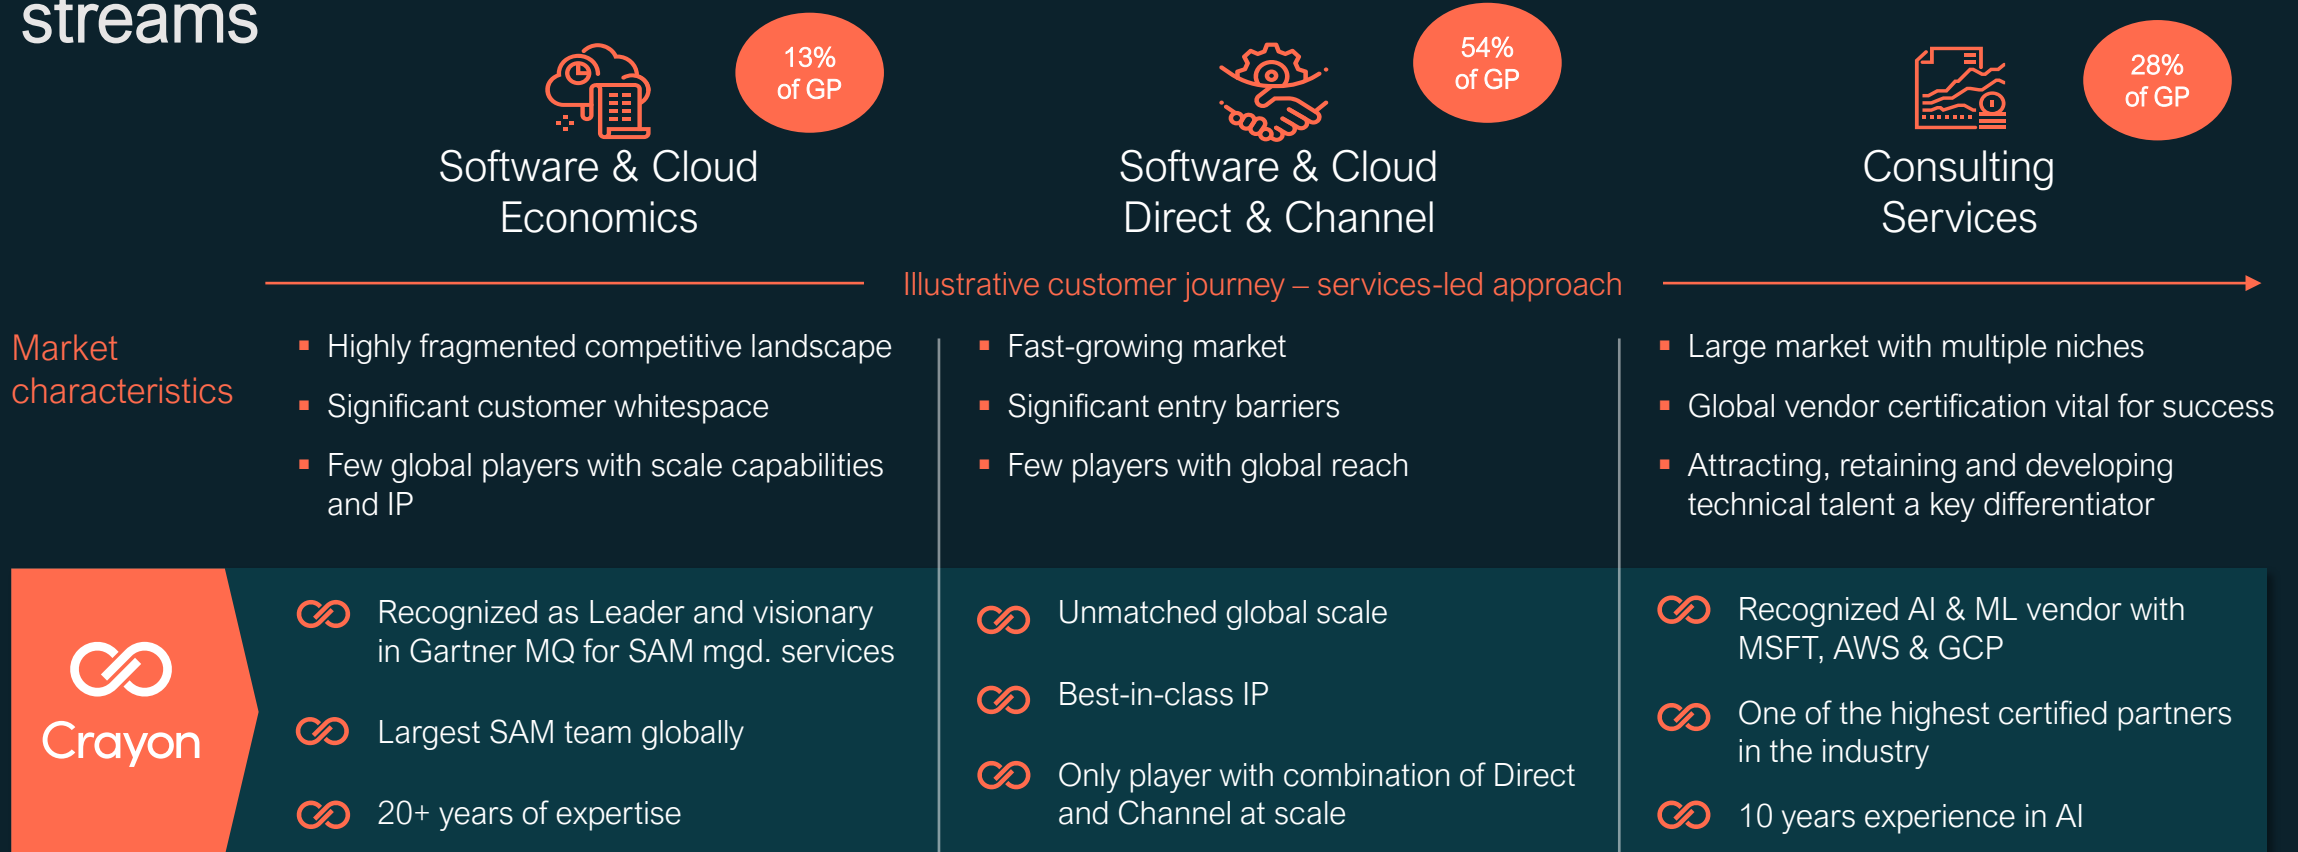 streams
13%
of GP
54%
of GP
28%
of GP
Software & Cloud
Economics
Software & Cloud
Direct & Channel
Consulting
Services
Illustrative customer journey – services-led approach
Market
characteristics
Highly fragmented competitive landscape
Significant customer whitespace
Few global players with scale capabilities
and IP
Fast-growing market
Significant entry barriers
Few players with global reach
Large market with multiple niches
Global vendor certification vital for success
Attracting, retaining and developing
technical talent a key differentiator
Crayon
Recognized as Leader and visionary
in Gartner MQ for SAM mgd. services
Largest SAM team globally
20+ years of expertise
Unmatched global scale
Best-in-class IP
Only player with combination of Direct
and Channel at scale
Recognized AI & ML vendor with
MSFT, AWS & GCP
One of the highest certified partners
in the industry
10 years experience in AI